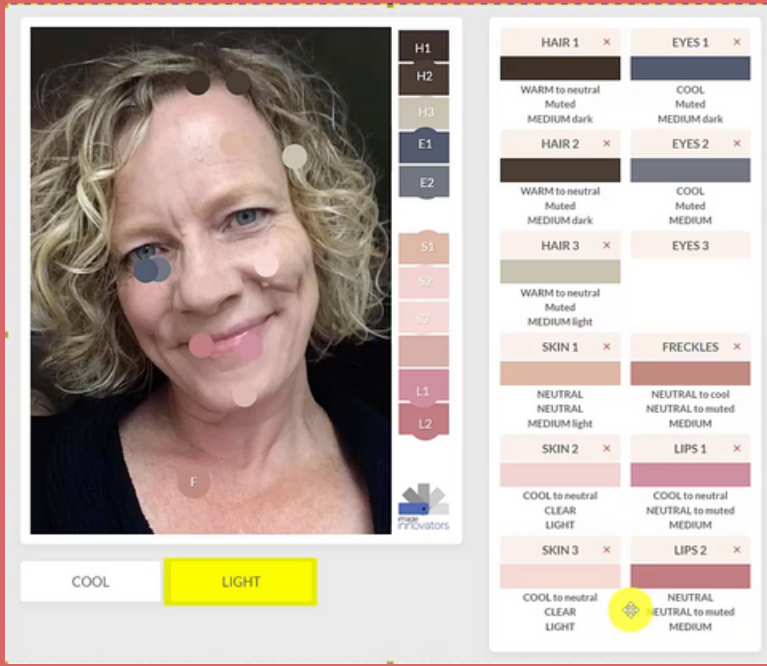 H1
H2
H3
E1
E2
S1
S2
S3
L1
L2
F
image
innovators
COOL
LIGHT
HAIR 1 ×
WARM to neutral
Muted
MEDIUM dark
EYES 1 ×
COOL
Muted
MEDIUM dark
HAIR 2 ×
WARM to neutral
Muted
MEDIUM dark
EYES 2 ×
COOL
Muted
MEDIUM
HAIR 3 ×
WARM to neutral
Muted
MEDIUM light
EYES 3
SKIN 1 ×
NEUTRAL
NEUTRAL
MEDIUM light
FRECKLES ×
NEUTRAL to cool
NEUTRAL to muted
MEDIUM
SKIN 2 ×
COOL to neutral
CLEAR
LIGHT
LIPS 1 ×
COOL to neutral
NEUTRAL to muted
MEDIUM
SKIN 3 ×
COOL to neutral
CLEAR
LIGHT
LIPS 2 ×
NEUTRAL
NEUTRAL to muted
MEDIUM